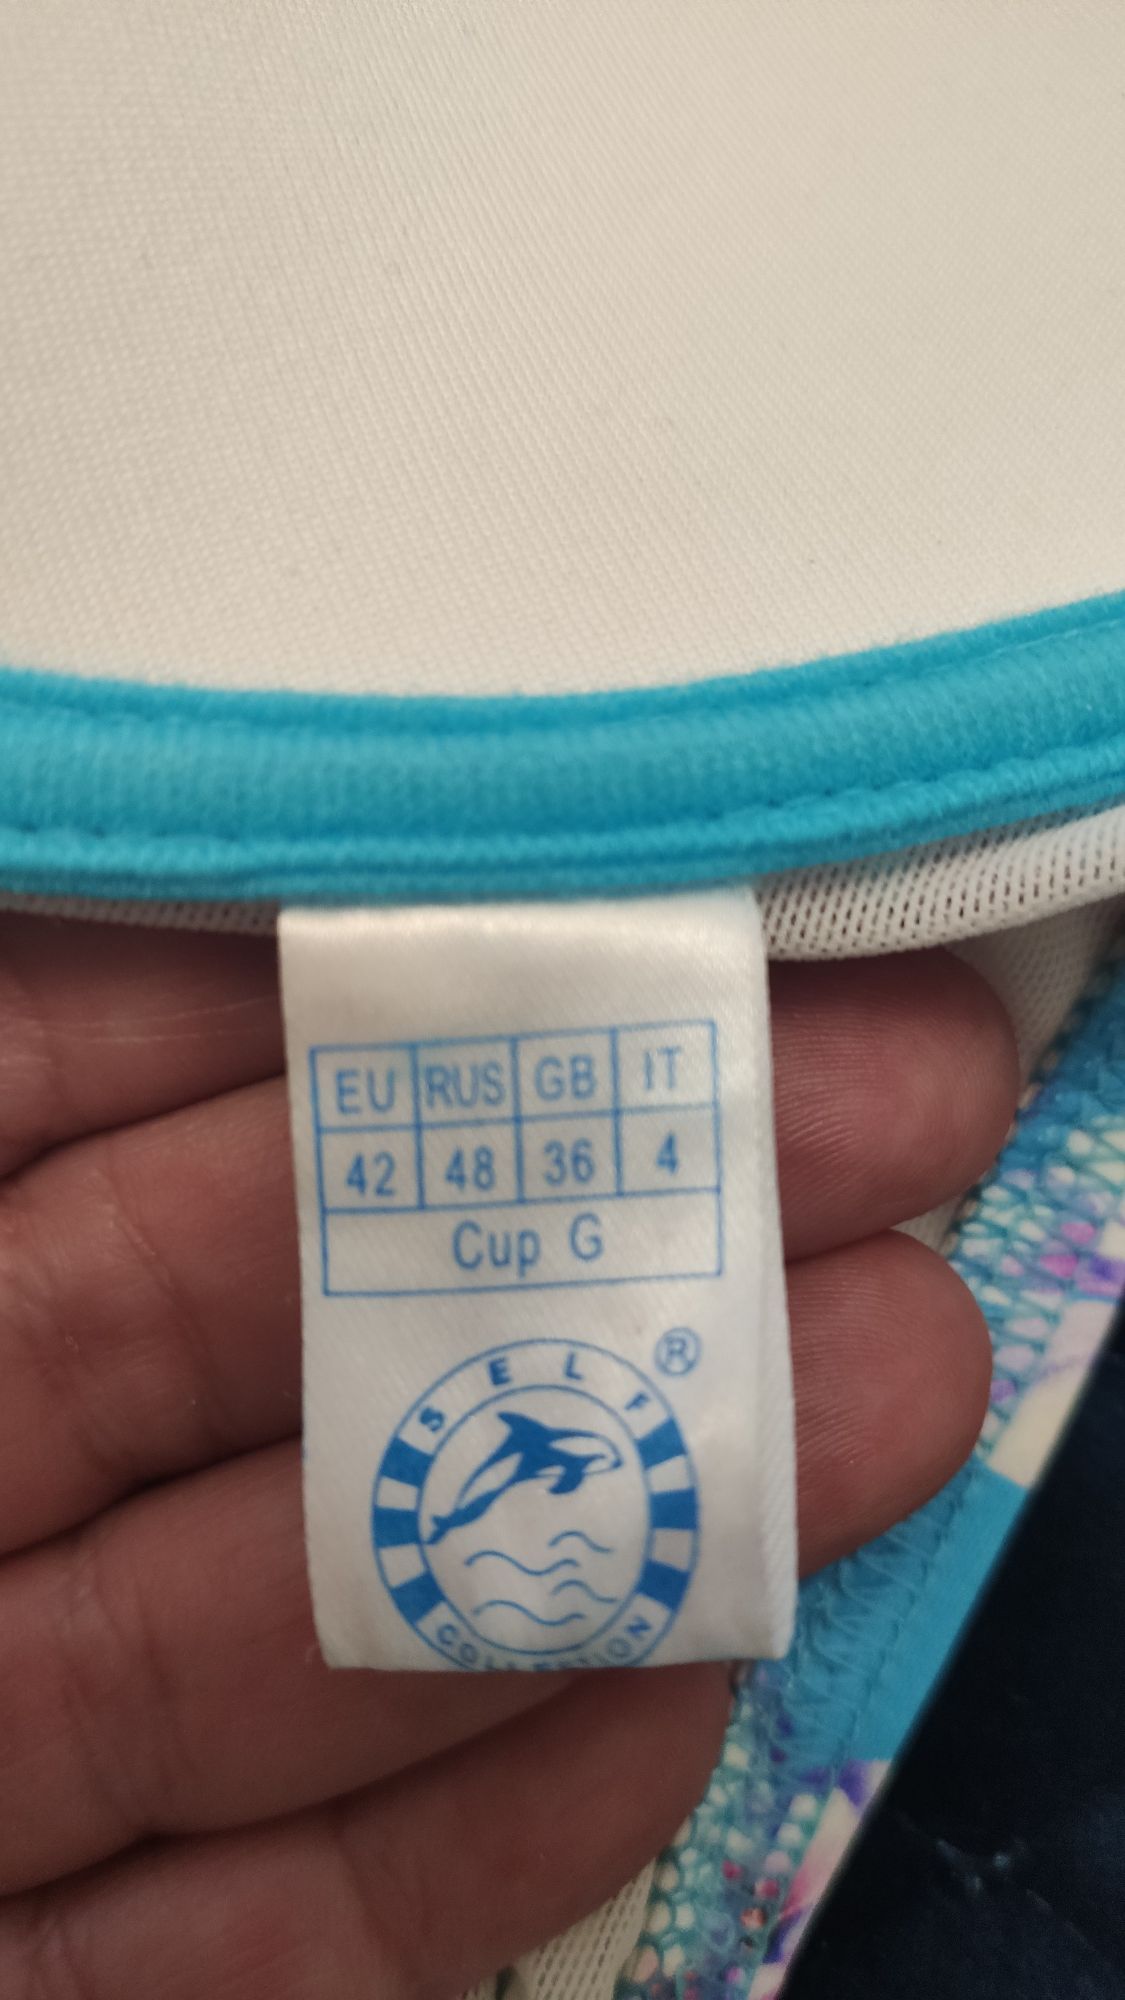 EU RUS GB IT
42 48 36 4
Cup G
®
SELF
COLLECTION